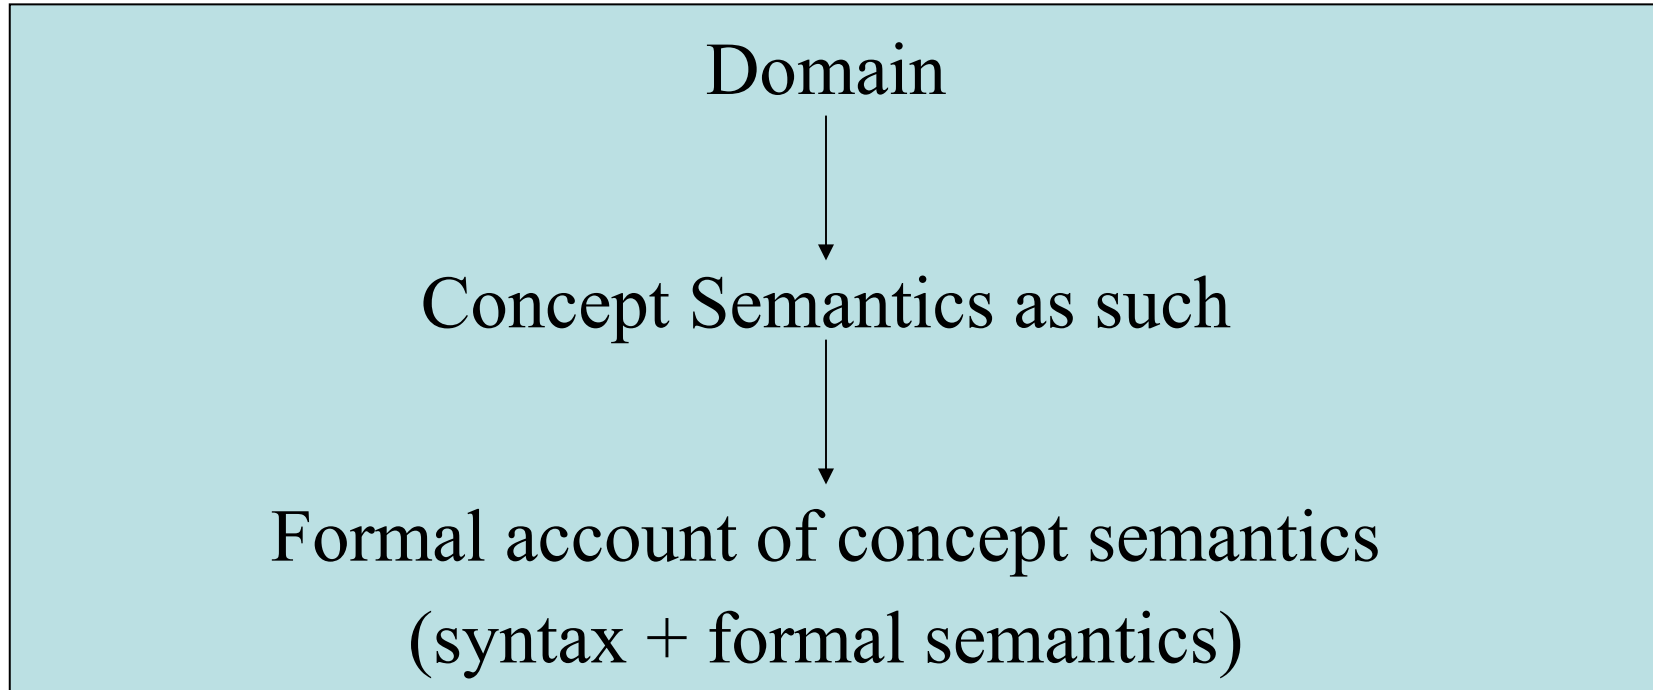 Domain
Concept Semantics as such
Formal account of concept semantics
(syntax + formal semantics)